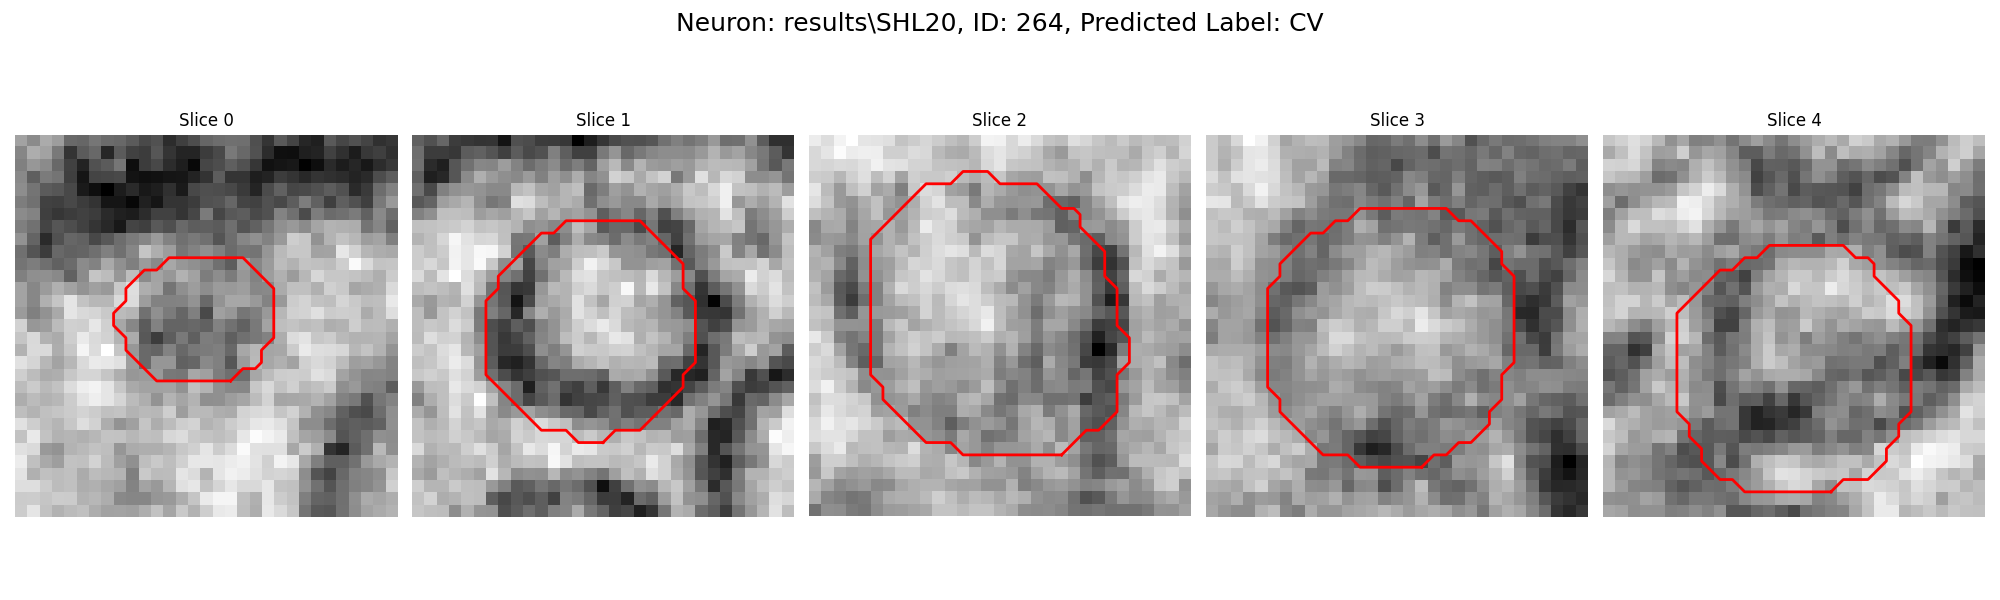 Neuron: results\SHL20, ID: 264, Predicted Label: CV
Slice 0
Slice 1
Slice 2
Slice 3
Slice 4